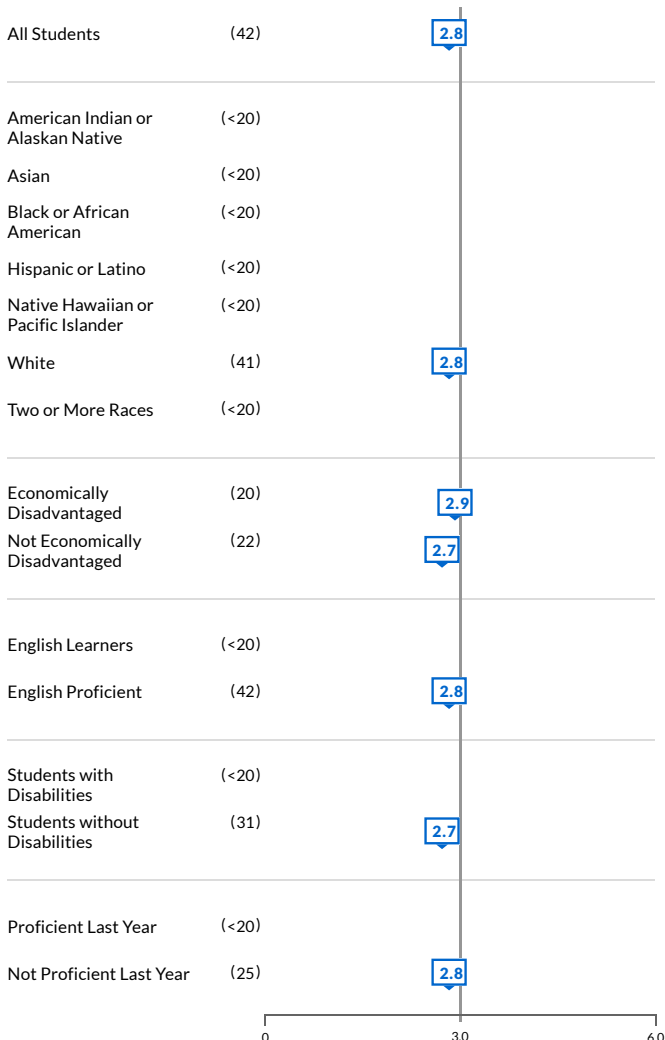 All Students (42) 2.8
American Indian or (<20)
Alaskan Native
Asian (<20)
Black or African (<20)
American
Hispanic or Latino (<20)
Native Hawaiian or (<20)
Pacific Islander
White (41) 2.8
Two or More Races (<20)
Economically (20) 2.9
Disadvantaged
Not Economically (22) 2.7
Disadvantaged
English Learners (<20)
English Proficient (42) 2.8
Students with (<20)
Disabilities
Students without (31) 2.7
Disabilities
Proficient Last Year (<20)
Not Proficient Last Year (25) 2.8
0 3.0 6.0